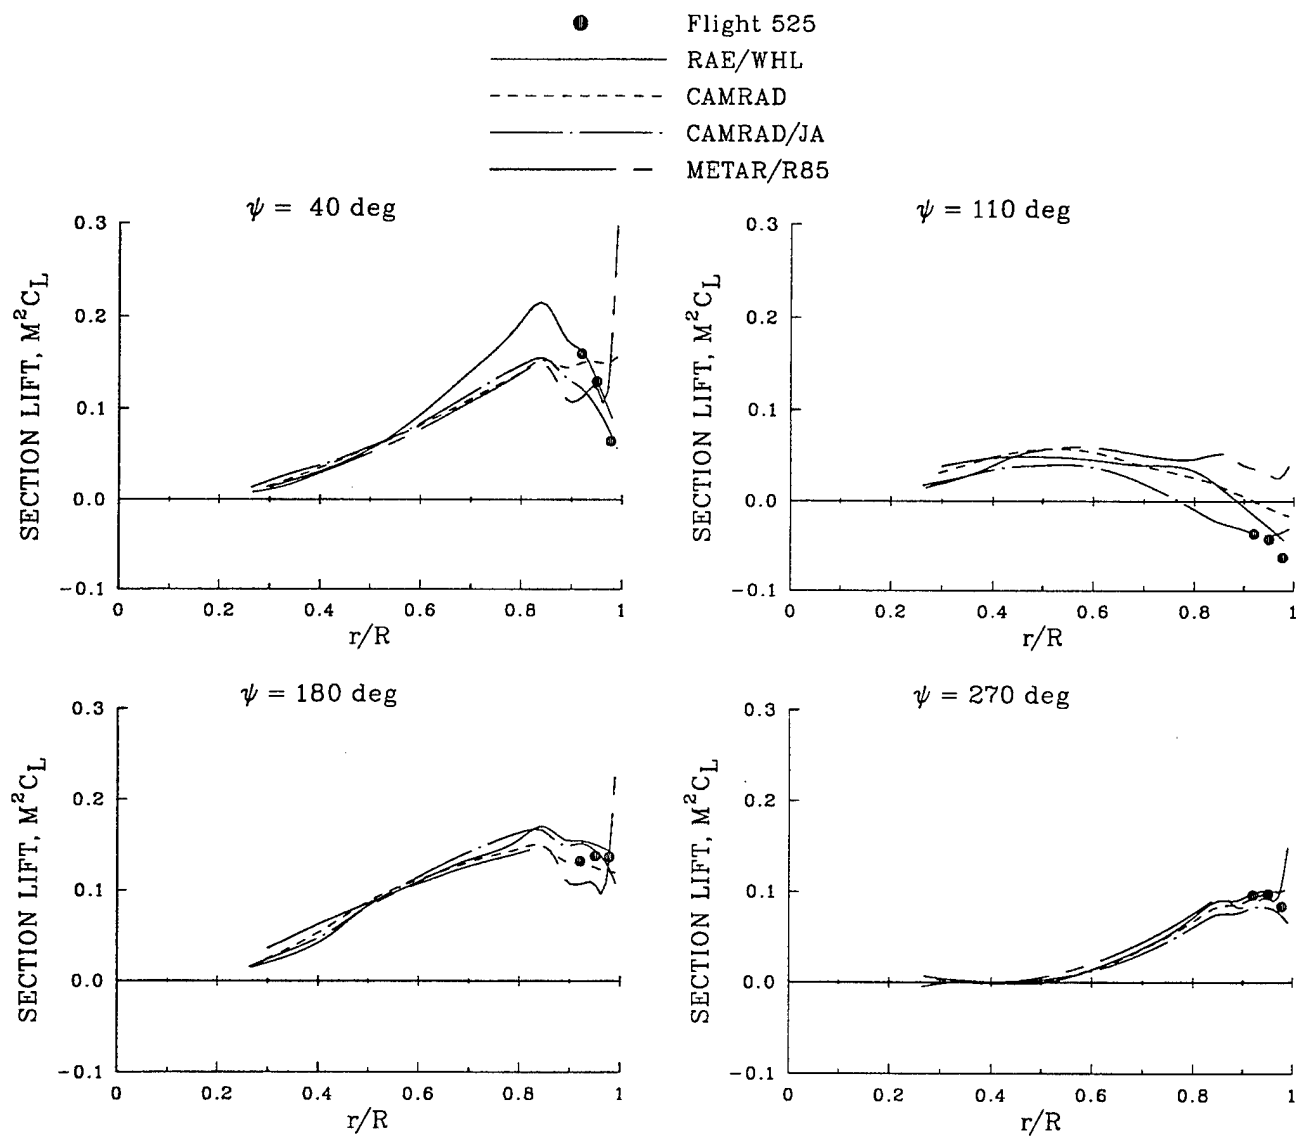 Flight 525
RAE/WHL
CAMRAD
CAMRAD/JA
METAR/R85
ψ = 40 deg
0.3
0.2
0.1
0.0
−0.1
SECTION LIFT, M²C_L
0 0.2 0.4 0.6 0.8 1
r/R
ψ = 110 deg
0.3
0.2
0.1
0.0
−0.1
SECTION LIFT, M²C_L
0 0.2 0.4 0.6 0.8 1
r/R
ψ = 180 deg
0.3
0.2
0.1
0.0
−0.1
SECTION LIFT, M²C_L
0 0.2 0.4 0.6 0.8 1
r/R
ψ = 270 deg
0.3
0.2
0.1
0.0
−0.1
SECTION LIFT, M²C_L
0 0.2 0.4 0.6 0.8 1
r/R